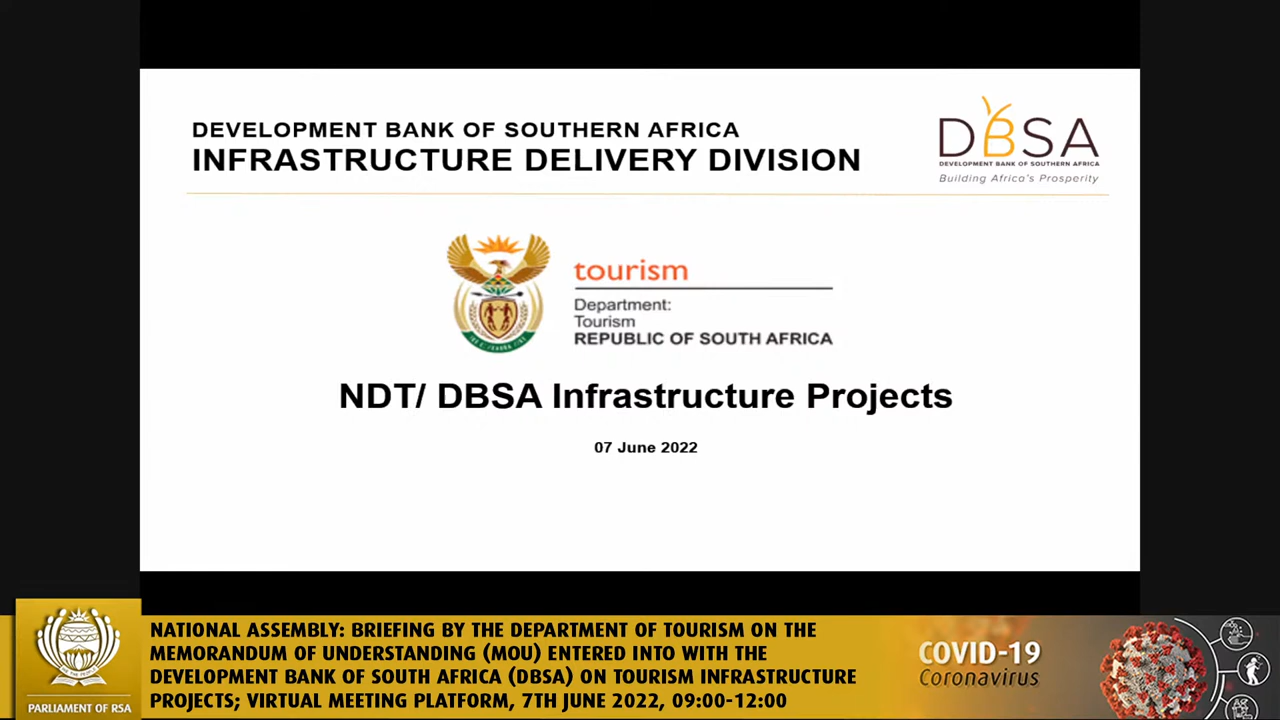 DEVELOPMENT BANK OF SOUTHERN AFRICA
INFRASTRUCTURE DELIVERY DIVISION
DBSA
DEVELOPMENT BANK OF SOUTHERN AFRICA
Building Africa's Prosperity
tourism
Department:
Tourism
REPUBLIC OF SOUTH AFRICA
NDT/ DBSA Infrastructure Projects
07 June 2022
PARLIAMENT OF RSA
NATIONAL ASSEMBLY: BRIEFING BY THE DEPARTMENT OF TOURISM ON THE
MEMORANDUM OF UNDERSTANDING (MOU) ENTERED INTO WITH THE
DEVELOPMENT BANK OF SOUTH AFRICA (DBSA) ON TOURISM INFRASTRUCTURE
PROJECTS; VIRTUAL MEETING PLATFORM, 7TH JUNE 2022, 09:00-12:00
COVID-19
Coronavirus